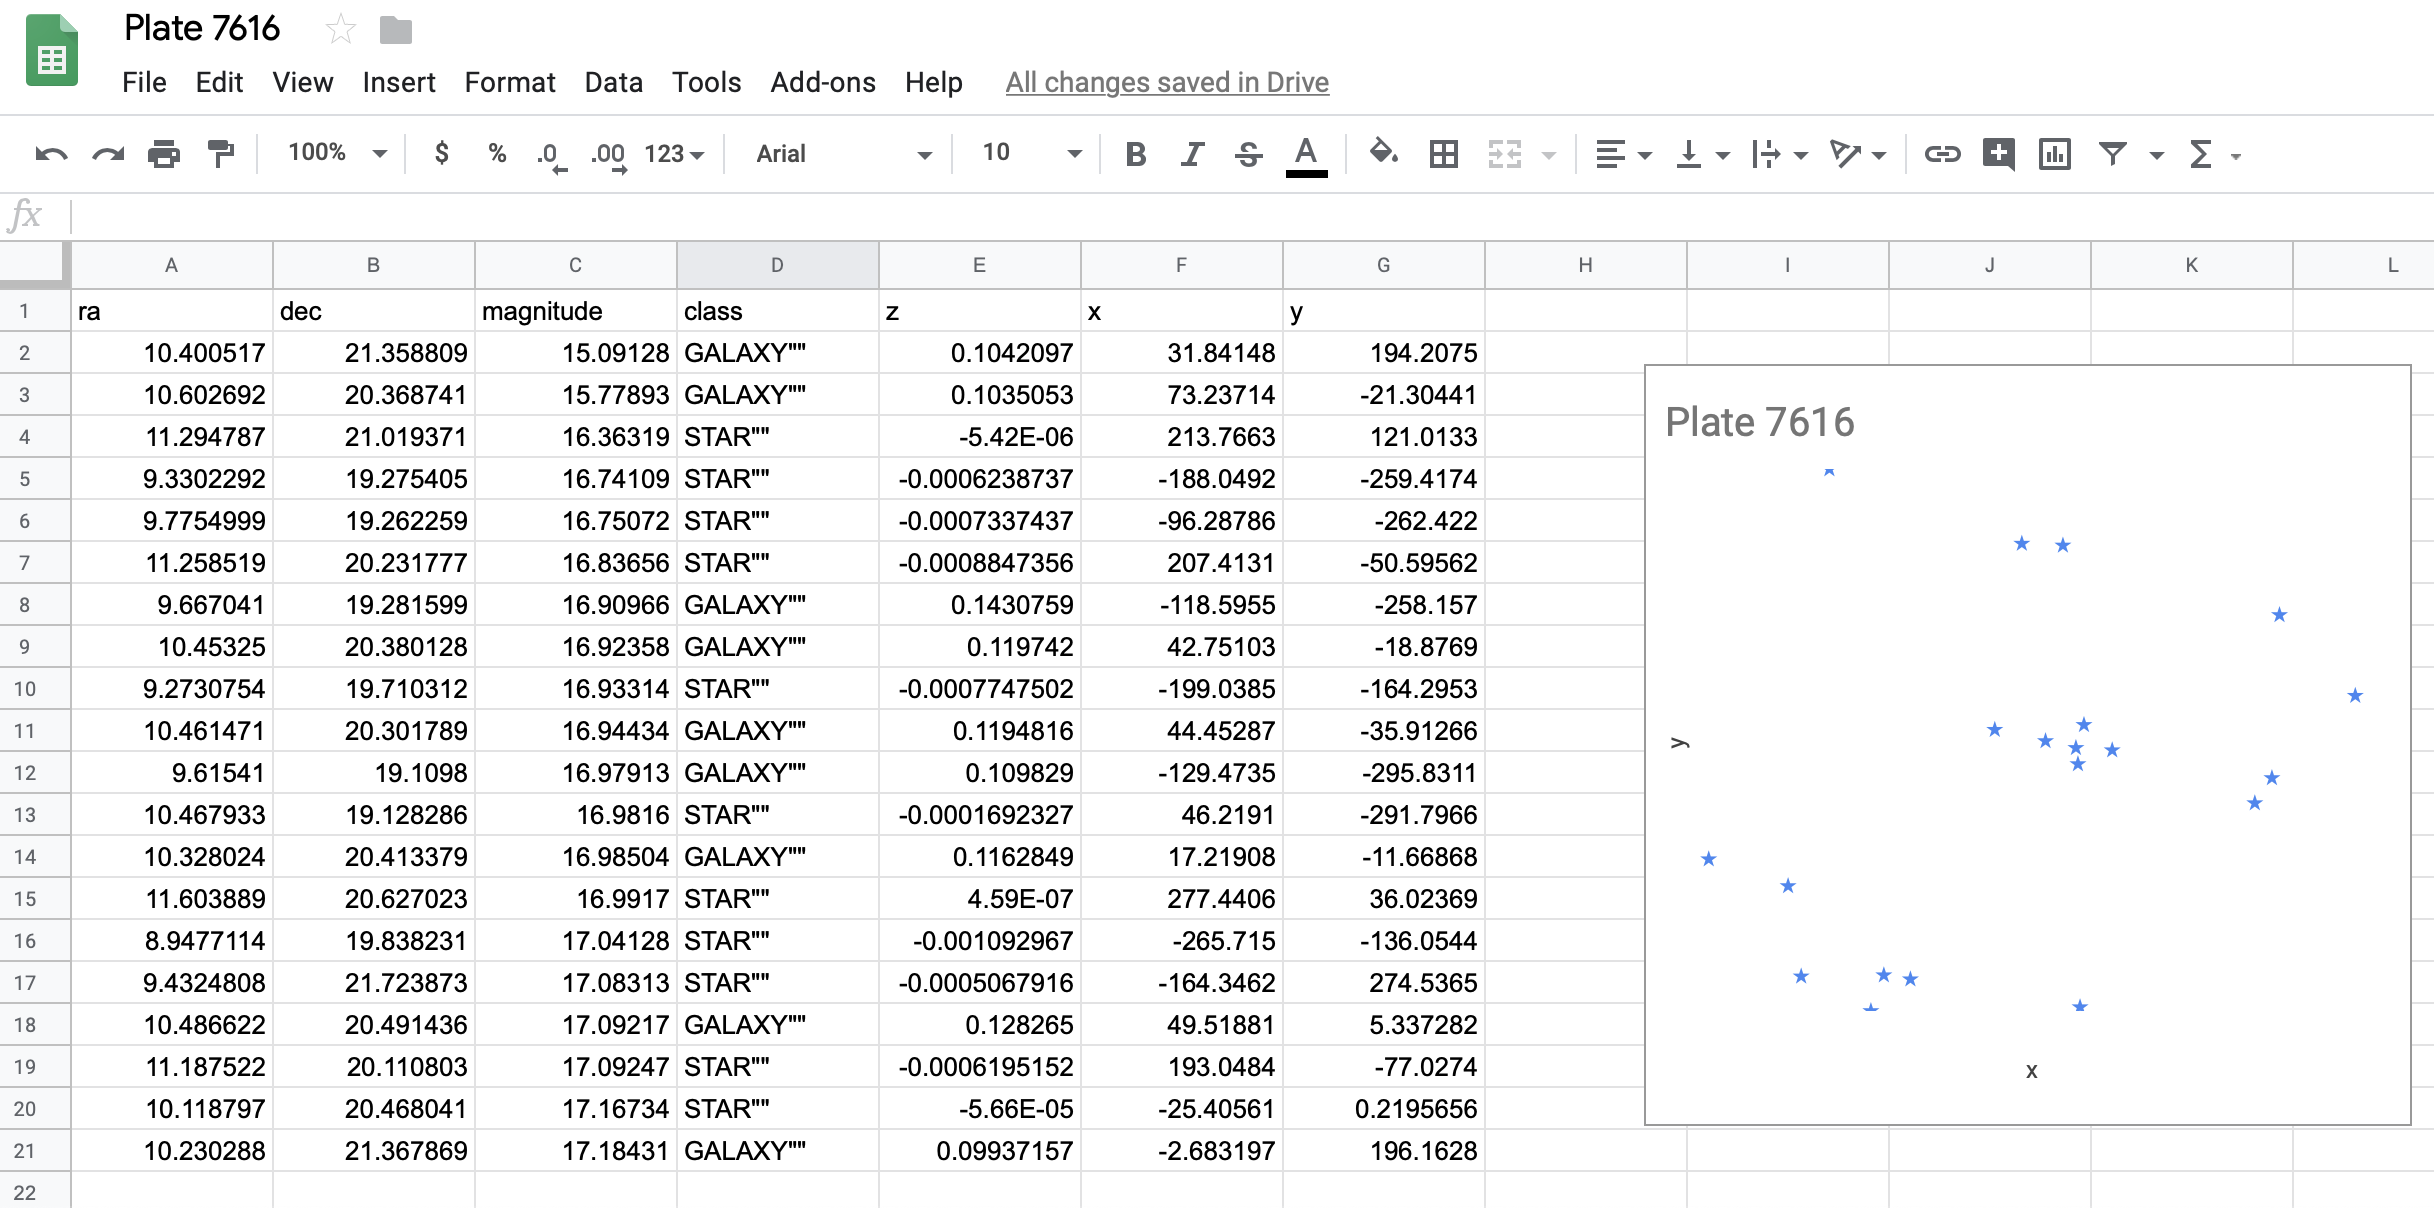 Plate 7616
File Edit View Insert Format Data Tools Add-ons Help All changes saved in Drive
100% $ % .0 .00 123 Arial 10 B I S A Σ
fx
A B C D E F G H I J K L
1 ra dec magnitude class z x y
2 10.400517 21.358809 15.09128 GALAXY"" 0.1042097 31.84148 194.2075
3 10.602692 20.368741 15.77893 GALAXY"" 0.1035053 73.23714 -21.30441
4 11.294787 21.019371 16.36319 STAR"" -5.42E-06 213.7663 121.0133
5 9.3302292 19.275405 16.74109 STAR"" -0.0006238737 -188.0492 -259.4174
6 9.7754999 19.262259 16.75072 STAR"" -0.0007337437 -96.28786 -262.422
7 11.258519 20.231777 16.83656 STAR"" -0.0008847356 207.4131 -50.59562
8 9.667041 19.281599 16.90966 GALAXY"" 0.1430759 -118.5955 -258.157
9 10.45325 20.380128 16.92358 GALAXY"" 0.119742 42.75103 -18.8769
10 9.2730754 19.710312 16.93314 STAR"" -0.0007747502 -199.0385 -164.2953
11 10.461471 20.301789 16.94434 GALAXY"" 0.1194816 44.45287 -35.91266
12 9.61541 19.1098 16.97913 GALAXY"" 0.109829 -129.4735 -295.8311
13 10.467933 19.128286 16.9816 STAR"" -0.0001692327 46.2191 -291.7966
14 10.328024 20.413379 16.98504 GALAXY"" 0.1162849 17.21908 -11.66868
15 11.603889 20.627023 16.9917 STAR"" 4.59E-07 277.4406 36.02369
16 8.9477114 19.838231 17.04128 STAR"" -0.001092967 -265.715 -136.0544
17 9.4324808 21.723873 17.08313 STAR"" -0.0005067916 -164.3462 274.5365
18 10.486622 20.491436 17.09217 GALAXY"" 0.128265 49.51881 5.337282
19 11.187522 20.110803 17.09247 STAR"" -0.0006195152 193.0484 -77.0274
20 10.118797 20.468041 17.16734 STAR"" -5.66E-05 -25.40561 0.2195656
21 10.230288 21.367869 17.18431 GALAXY"" 0.09937157 -2.683197 196.1628
22
Plate 7616
y
x